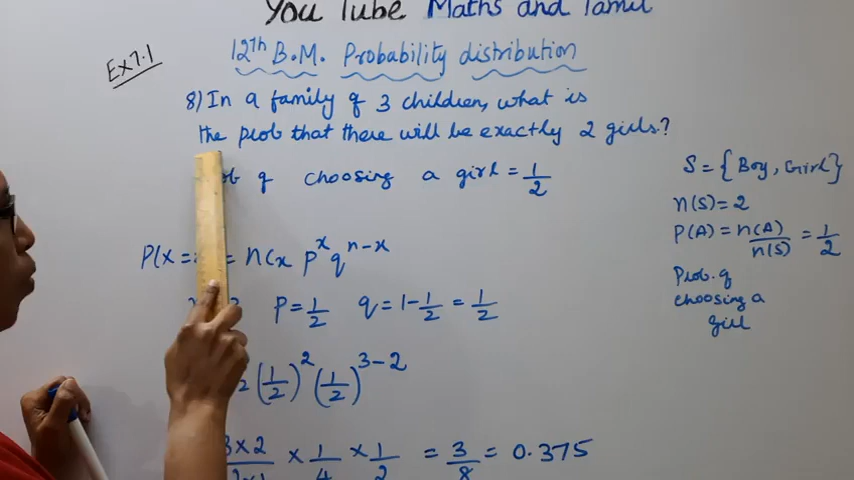 You Tube Maths and Tamil
Ex 7.1
12th B.M. Probability distribution
8) In a family of 3 children, what is
the prob that there will be exactly 2 girls?
ob of choosing a girl = 1/2
P(X = = nCx p^x q^(n-x)
p = 1/2 q = 1 - 1/2 = 1/2
2 (1/2)^2 (1/2)^(3-2)
3 × 2 / × 1/4 × 1/2 = 3/8 = 0.375
S = {Boy, Girl}
n(S) = 2
P(A) = n(A)/n(S) = 1/2
Prob. of
choosing a
girl